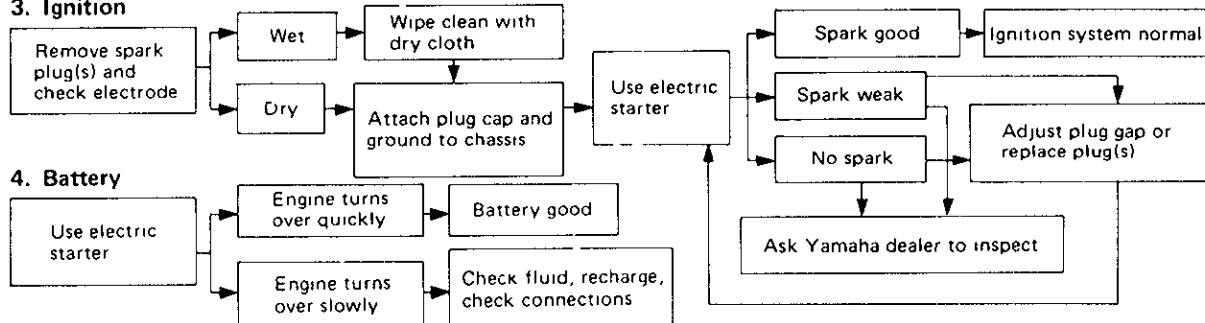 3. Ignition
Remove spark
plug(s) and
check electrode
Wet
Wipe clean with
dry cloth
Dry
Attach plug cap and
ground to chassis
Use electric
starter
Spark good
Ignition system normal
Spark weak
No spark
Adjust plug gap or
replace plug(s)
Ask Yamaha dealer to inspect
4. Battery
Use electric
starter
Engine turns
over quickly
Battery good
Engine turns
over slowly
Check fluid, recharge,
check connections